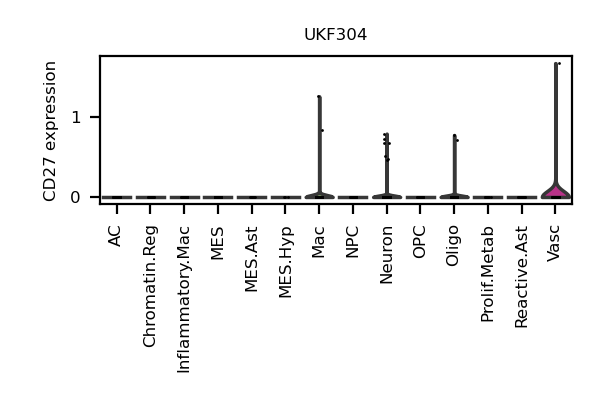 UKF304
CD27 expression
1
0
AC
Chromatin.Reg
Inflammatory.Mac
MES
MES.Ast
MES.Hyp
Mac
NPC
Neuron
OPC
Oligo
Prolif.Metab
Reactive.Ast
Vasc